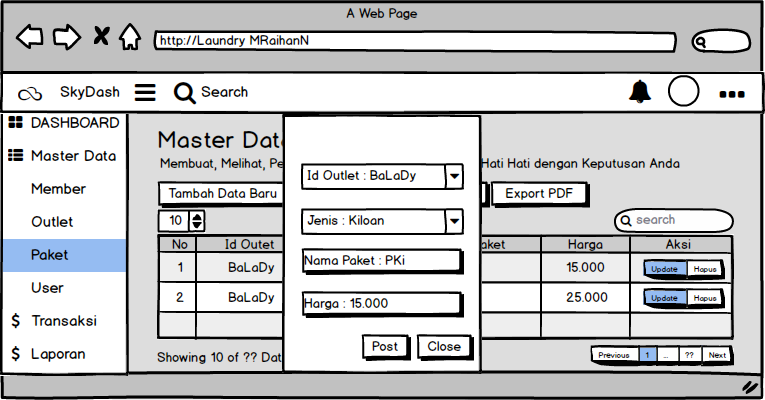 A Web Page
http://Laundry MRaihanN
SkyDash
Search
DASHBOARD
Master Data
Member
Outlet
Paket
User
$ Transaksi
$ Laporan
Master Dat
Membuat, Melihat, Pe
Hati Hati dengan Keputusan Anda
Tambah Data Baru
Export PDF
10
search
No Id Outet aket Harga Aksi
1 BaLaDy 15.000 Update Hapus
2 BaLaDy 25.000 Update Hapus
Showing 10 of ?? Dat
Previous 1 .. ?? Next
Id Outlet : BaLaDy
Jenis : Kiloan
Nama Paket : PKi
Harga : 15.000
Post Close